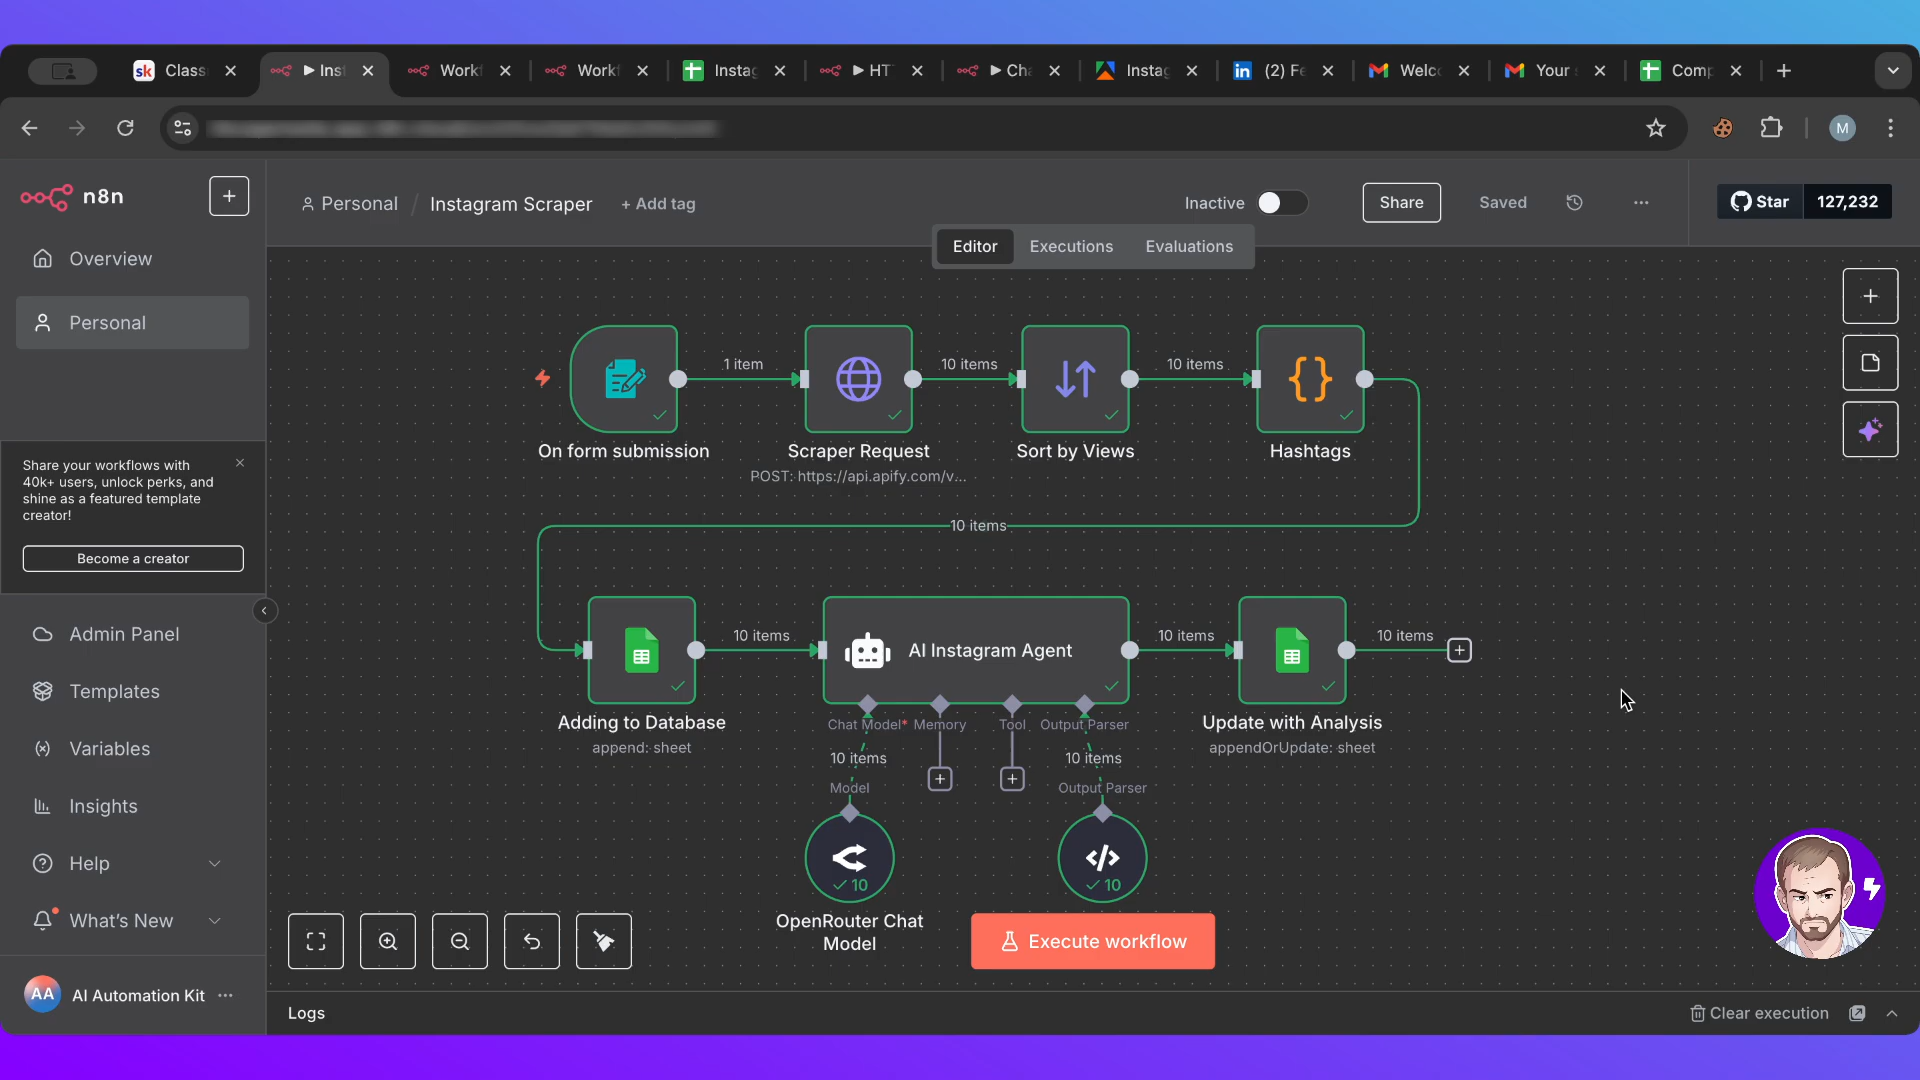 sk Class
Inst
Workf
Workf
Instag
HT
Cha
Instag
in (2) Fe
Welc
Your
Comp
M
n8n
Personal / Instagram Scraper + Add tag
Inactive
Share
Saved
Star 127,232
Editor Executions Evaluations
Overview
Personal
Share your workflows with
40k+ users, unlock perks, and
shine as a featured template
creator!
Become a creator
Admin Panel
Templates
Variables
Insights
Help
What's New
AA AI Automation Kit
1 item
10 items
10 items
On form submission
Scraper Request
POST: https://api.apify.com/v...
Sort by Views
Hashtags
10 items
10 items
AI Instagram Agent
10 items
10 items
Adding to Database
append: sheet
Chat Model* Memory Tool Output Parser
Update with Analysis
appendOrUpdate: sheet
10 items
10 items
Model
Output Parser
10
10
OpenRouter Chat
Model
Execute workflow
Logs
Clear execution